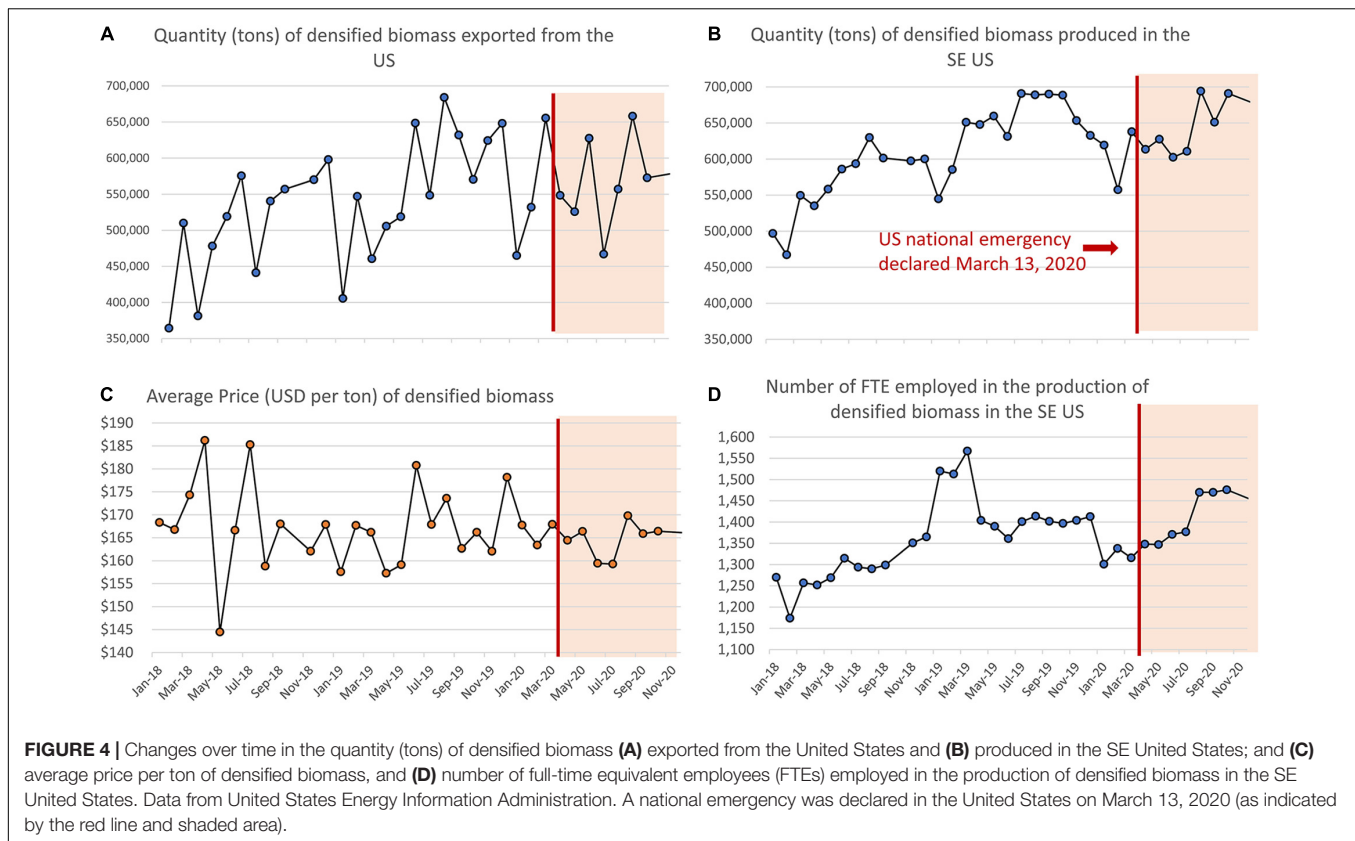 A
Quantity (tons) of densified biomass exported from the
US
700,000
650,000
600,000
550,000
500,000
450,000
400,000
350,000
B
Quantity (tons) of densified biomass produced in the
SE US
700,000
650,000
600,000
550,000
500,000
450,000
400,000
350,000
US national emergency
declared March 13, 2020
C
Average Price (USD per ton) of densified biomass
$190
$185
$180
$175
$170
$165
$160
$155
$150
$145
$140
Jan-18
Mar-18
May-18
Jul-18
Sep-18
Nov-18
Jan-19
Mar-19
May-19
Jul-19
Sep-19
Nov-19
Jan-20
Mar-20
May-20
Jul-20
Sep-20
Nov-20
D
Number of FTE employed in the production of
densified biomass in the SE US
1,600
1,550
1,500
1,450
1,400
1,350
1,300
1,250
1,200
1,150
1,100
Jan-18
Mar-18
May-18
Jul-18
Sep-18
Nov-18
Jan-19
Mar-19
May-19
Jul-19
Sep-19
Nov-19
Jan-20
Mar-20
May-20
Jul-20
Sep-20
Nov-20
FIGURE 4 | Changes over time in the quantity (tons) of densified biomass (A) exported from the United States and (B) produced in the SE United States; and (C)
average price per ton of densified biomass, and (D) number of full-time equivalent employees (FTEs) employed in the production of densified biomass in the SE
United States. Data from United States Energy Information Administration. A national emergency was declared in the United States on March 13, 2020 (as indicated
by the red line and shaded area).